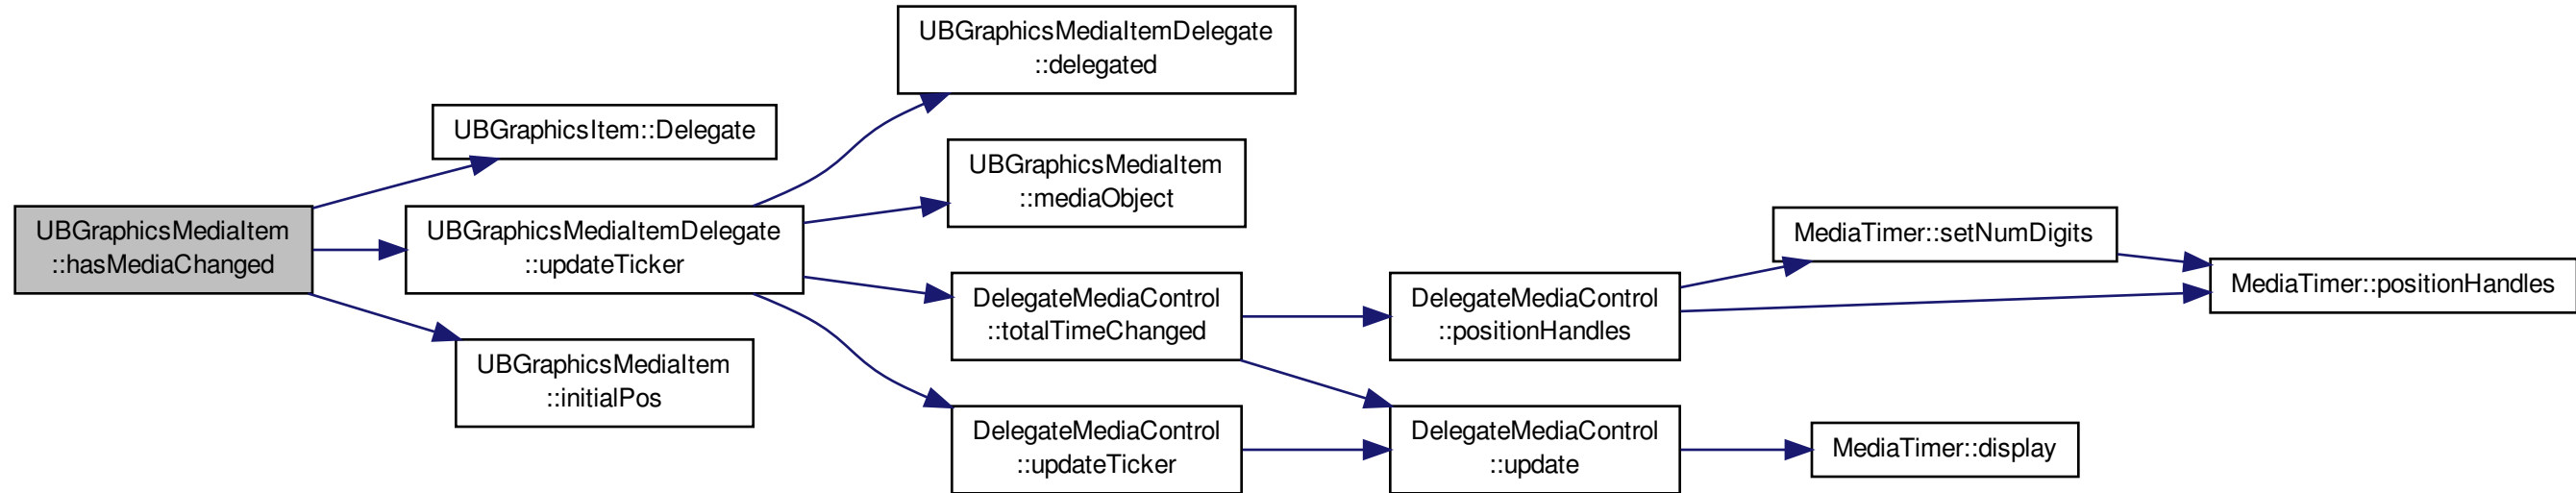 UBGraphicsMediaItem
::hasMediaChanged
UBGraphicsItem::Delegate
UBGraphicsMediaItemDelegate
::updateTicker
UBGraphicsMediaItem
::initialPos
UBGraphicsMediaItemDelegate
::delegated
UBGraphicsMediaItem
::mediaObject
DelegateMediaControl
::totalTimeChanged
DelegateMediaControl
::updateTicker
DelegateMediaControl
::positionHandles
DelegateMediaControl
::update
MediaTimer::setNumDigits
MediaTimer::display
MediaTimer::positionHandles